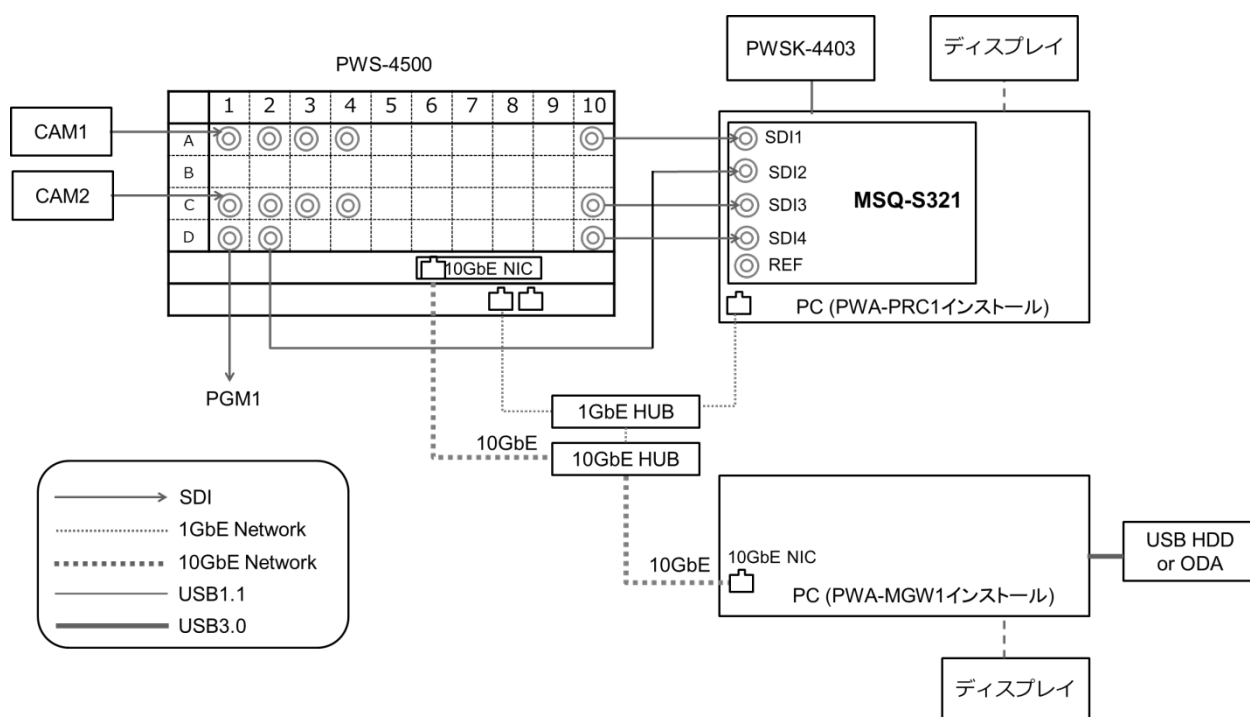 PWS-4500
1 2 3 4 5 6 7 8 9 10
A
B
C
D
10GbE NIC
CAM1
CAM2
PGM1
PWSK-4403
ディスプレイ
SDI1
SDI2
SDI3
SDI4
REF
MSQ-S321
PC (PWA-PRC1インストール)
1GbE HUB
10GbE
10GbE HUB
SDI
1GbE Network
10GbE Network
USB1.1
USB3.0
10GbE
10GbE NIC
PC (PWA-MGW1インストール)
USB HDD
or ODA
ディスプレイ